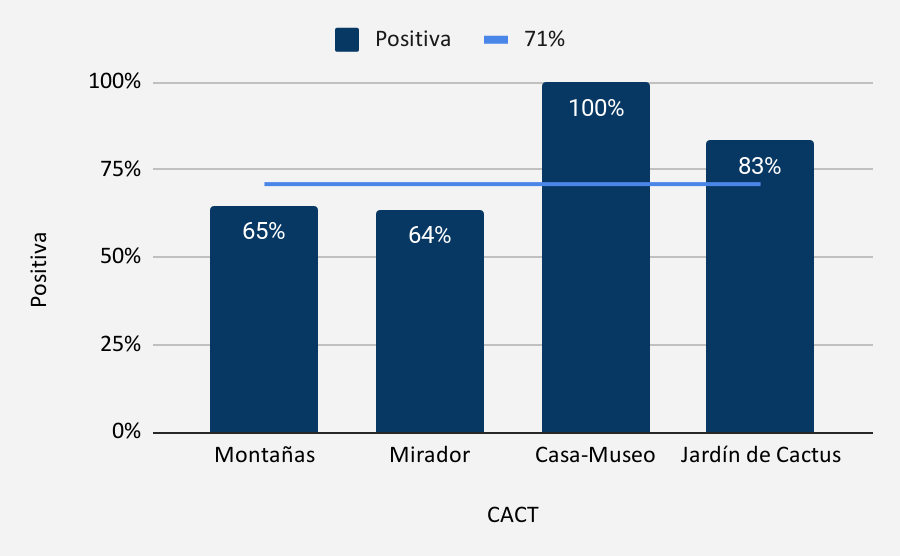 Positiva 71%
100%
75%
50%
25%
0%
Positiva
65%
64%
100%
83%
Montañas Mirador Casa-Museo Jardín de Cactus
CACT